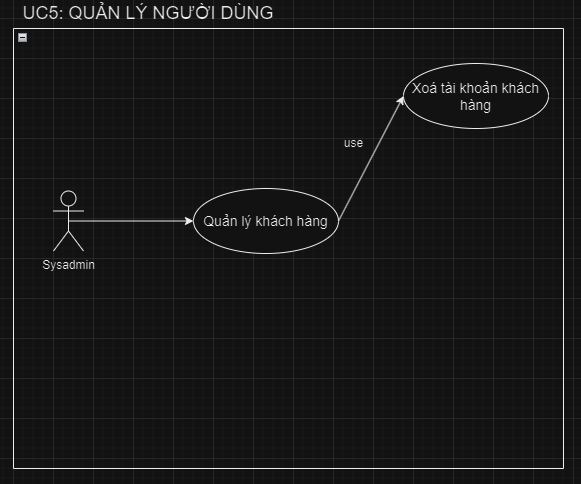 UC5: QUẢN LÝ NGƯỜI DÙNG
Xoá tài khoản khách
hàng
use
Quản lý khách hàng
Sysadmin